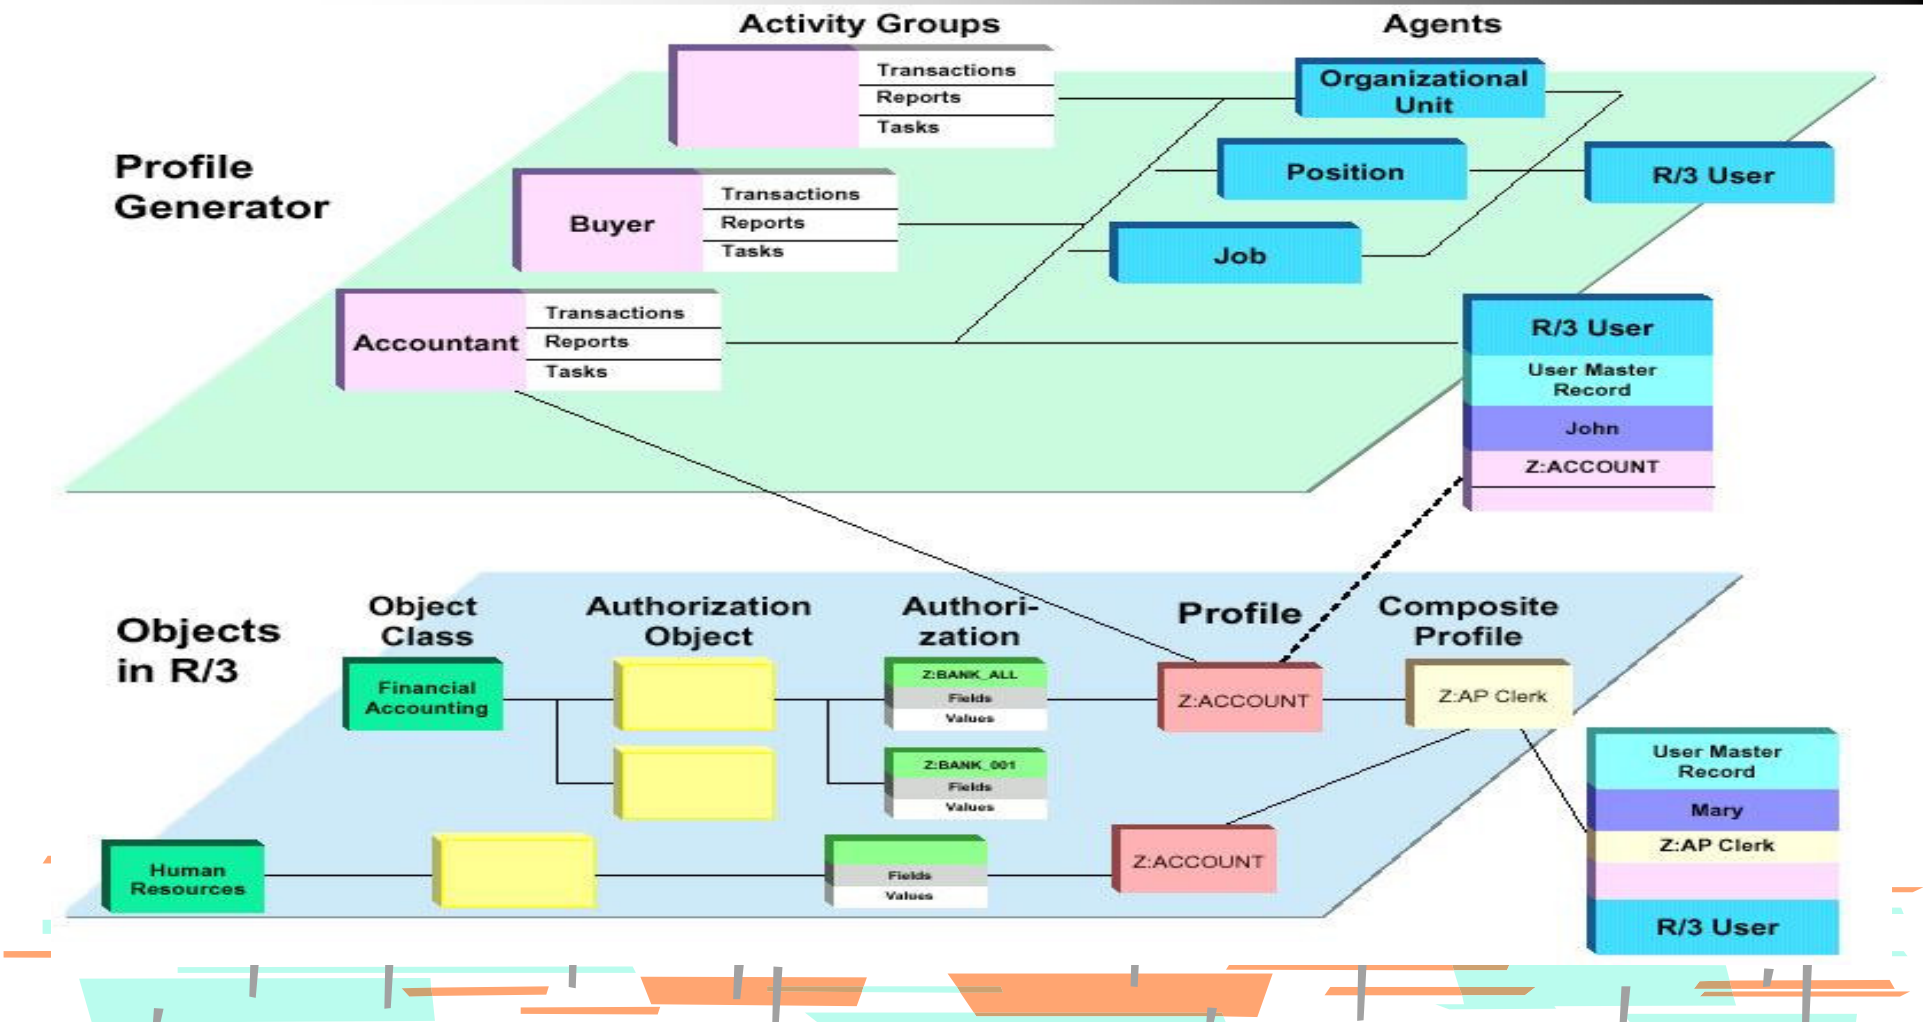 Activity Groups
Agents
Transactions
Reports
Tasks
Organizational
Unit
Profile
Generator
Buyer
Transactions
Reports
Tasks
Position
R/3 User
Job
Accountant
Transactions
Reports
Tasks
R/3 User
User Master
Record
John
Z:ACCOUNT
Objects
in R/3
Object
Class
Authorization
Object
Authori-
zation
Profile
Composite
Profile
Financial
Accounting
Z:BANK_ALL
Fields
Values
Z:ACCOUNT
Z:AP Clerk
Z:BANK_001
Fields
Values
User Master
Record
Mary
Z:AP Clerk
R/3 User
Human
Resources
Fields
Values
Z:ACCOUNT